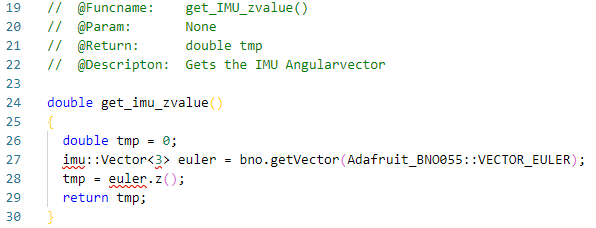 19 // @Funcname: get_IMU_zvalue()
20 // @Param: None
21 // @Return: double tmp
22 // @Descripton: Gets the IMU Angularvector
23
24 double get_imu_zvalue()
25 {
26 double tmp = 0;
27 imu::Vector<3> euler = bno.getVector(Adafruit_BNO055::VECTOR_EULER);
28 tmp = euler.z();
29 return tmp;
30 }